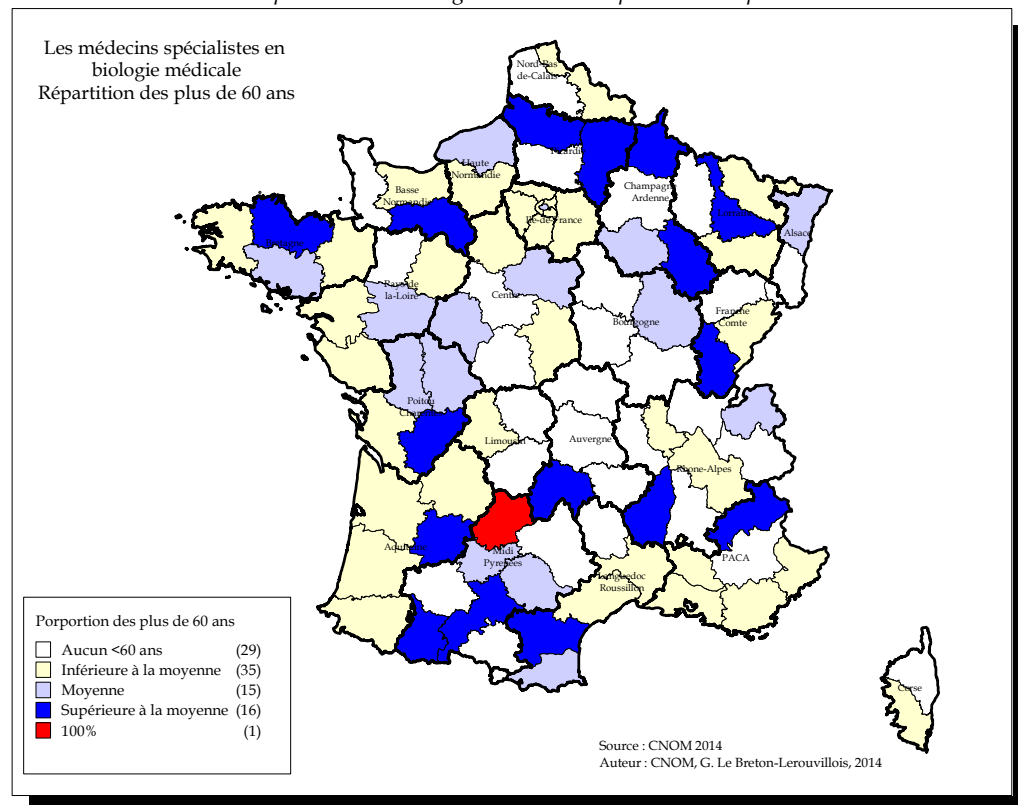 Les médecins spécialistes en
biologie médicale
Répartition des plus de 60 ans
Nord-Pas
de-Calais
Haute
Normandie
Basse
Normandie
Champagne
Ardenne
Ile-de-France
Lorraine
Alsace
Bretagne
Pays de
la-Loire
Centre
Bourgogne
Franche
Comte
Poitou
Limousin
Auvergne
Rhone-Alpes
Aquitaine
Midi
Pyrenées
Languedoc
Roussillon
PACA
Corse
Porportion des plus de 60 ans
Aucun <60 ans (29)
Inférieure à la moyenne (35)
Moyenne (15)
Supérieure à la moyenne (16)
100% (1)
Source : CNOM 2014
Auteur : CNOM, G. Le Breton-Lerouvillois, 2014